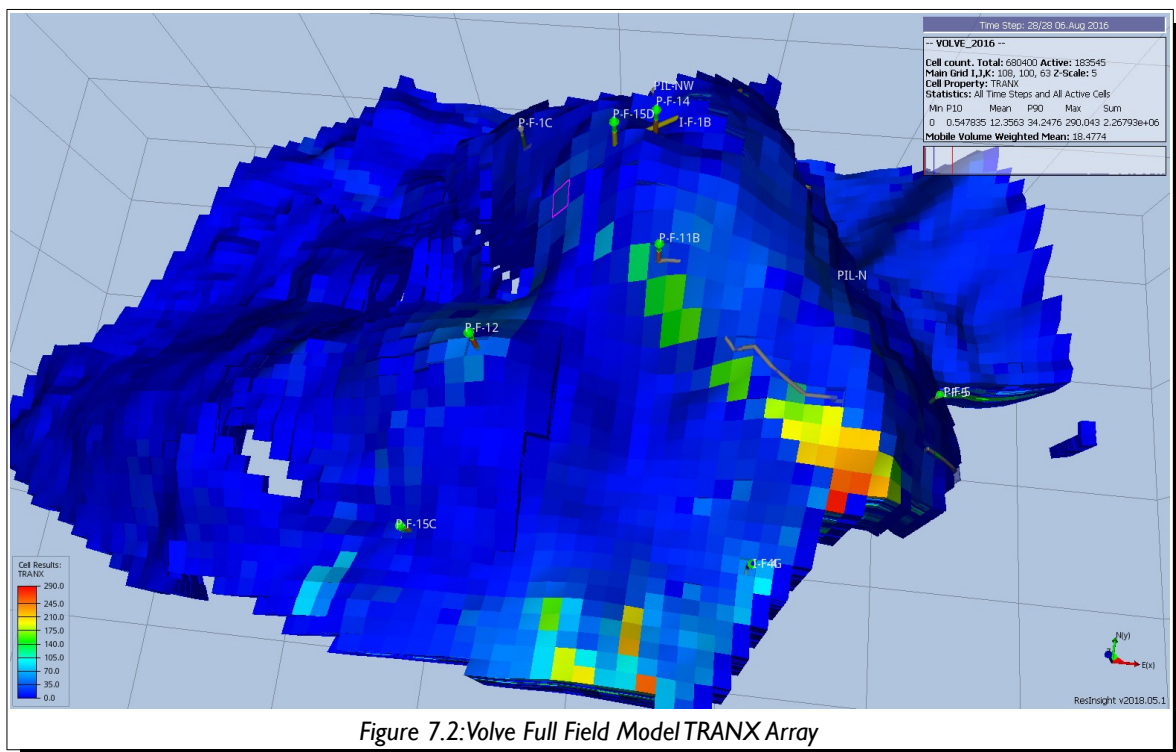 Time Step: 28/28 06.Aug 2016
-- VOLVE_2016 --
Cell count. Total: 680400 Active: 183545
Main Grid I,J,K: 108, 100, 63 Z-Scale: 5
Cell Property: TRANX
Statistics: All Time Steps and All Active Cells
Min P10 Mean P90 Max Sum
0 0.547835 12.3563 34.2476 290.043 2.26793e+06
Mobile Volume Weighted Mean: 18.4774
PIL-NW
P-F-14
P-F-1C
P-F-15D
I-F-1B
P-F-11B
PIL-N
P-F-12
P-F-15C
Cell Results:
TRANX
290.0
245.0
210.0
175.0
140.0
105.0
70.0
35.0
0.0
N(y)
E(x)
ResInsight v2018.05.1
Figure 7.2: Volve Full Field Model TRANX Array